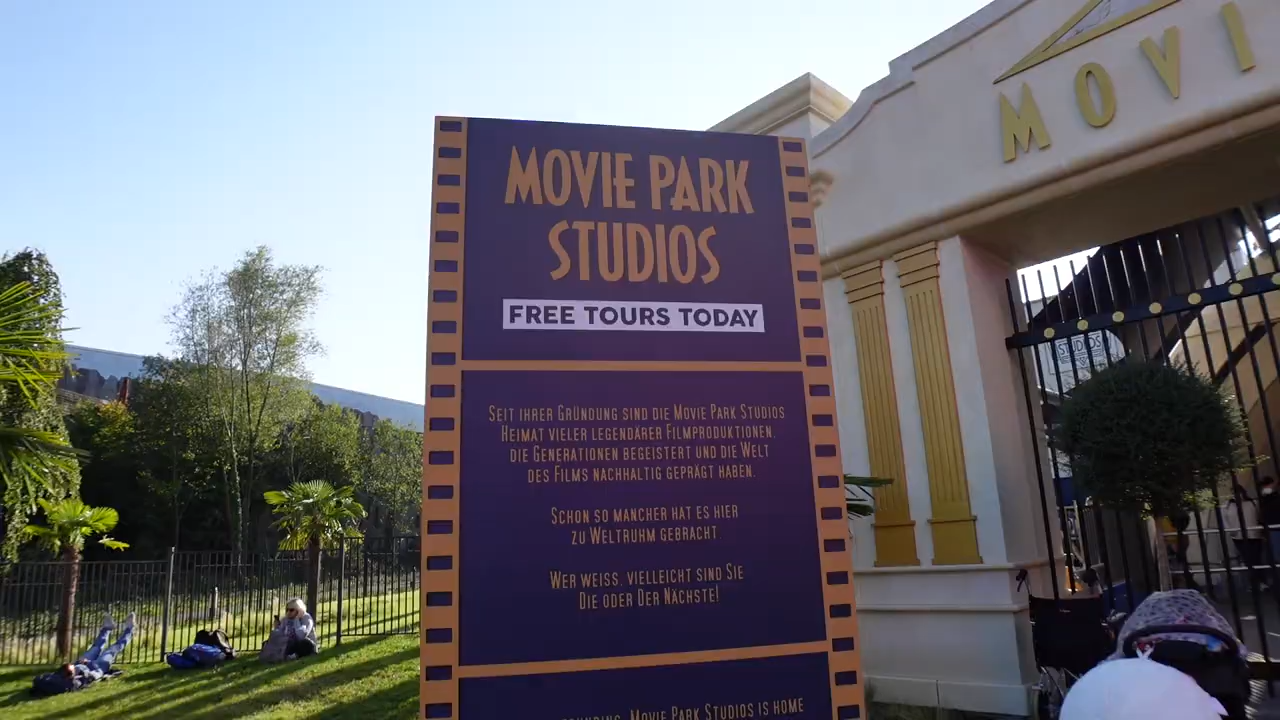 MOVI
MOVIE PARK
STUDIOS
FREE TOURS TODAY
STUDIOS
SEIT IHRER GRÜNDUNG SIND DIE MOVIE PARK STUDIOS
HEIMAT VIELER LEGENDÄRER FILMPRODUKTIONEN,
DIE GENERATIONEN BEGEISTERT UND DIE WELT
DES FILMS NACHHALTIG GEPRÄGT HABEN.
SCHON SO MANCHER HAT ES HIER
ZU WELTRUHM GEBRACHT.
WER WEISS, VIELLEICHT SIND SIE
DIE ODER DER NÄCHSTE!
MOVIE PARK STUDIOS IS HOME